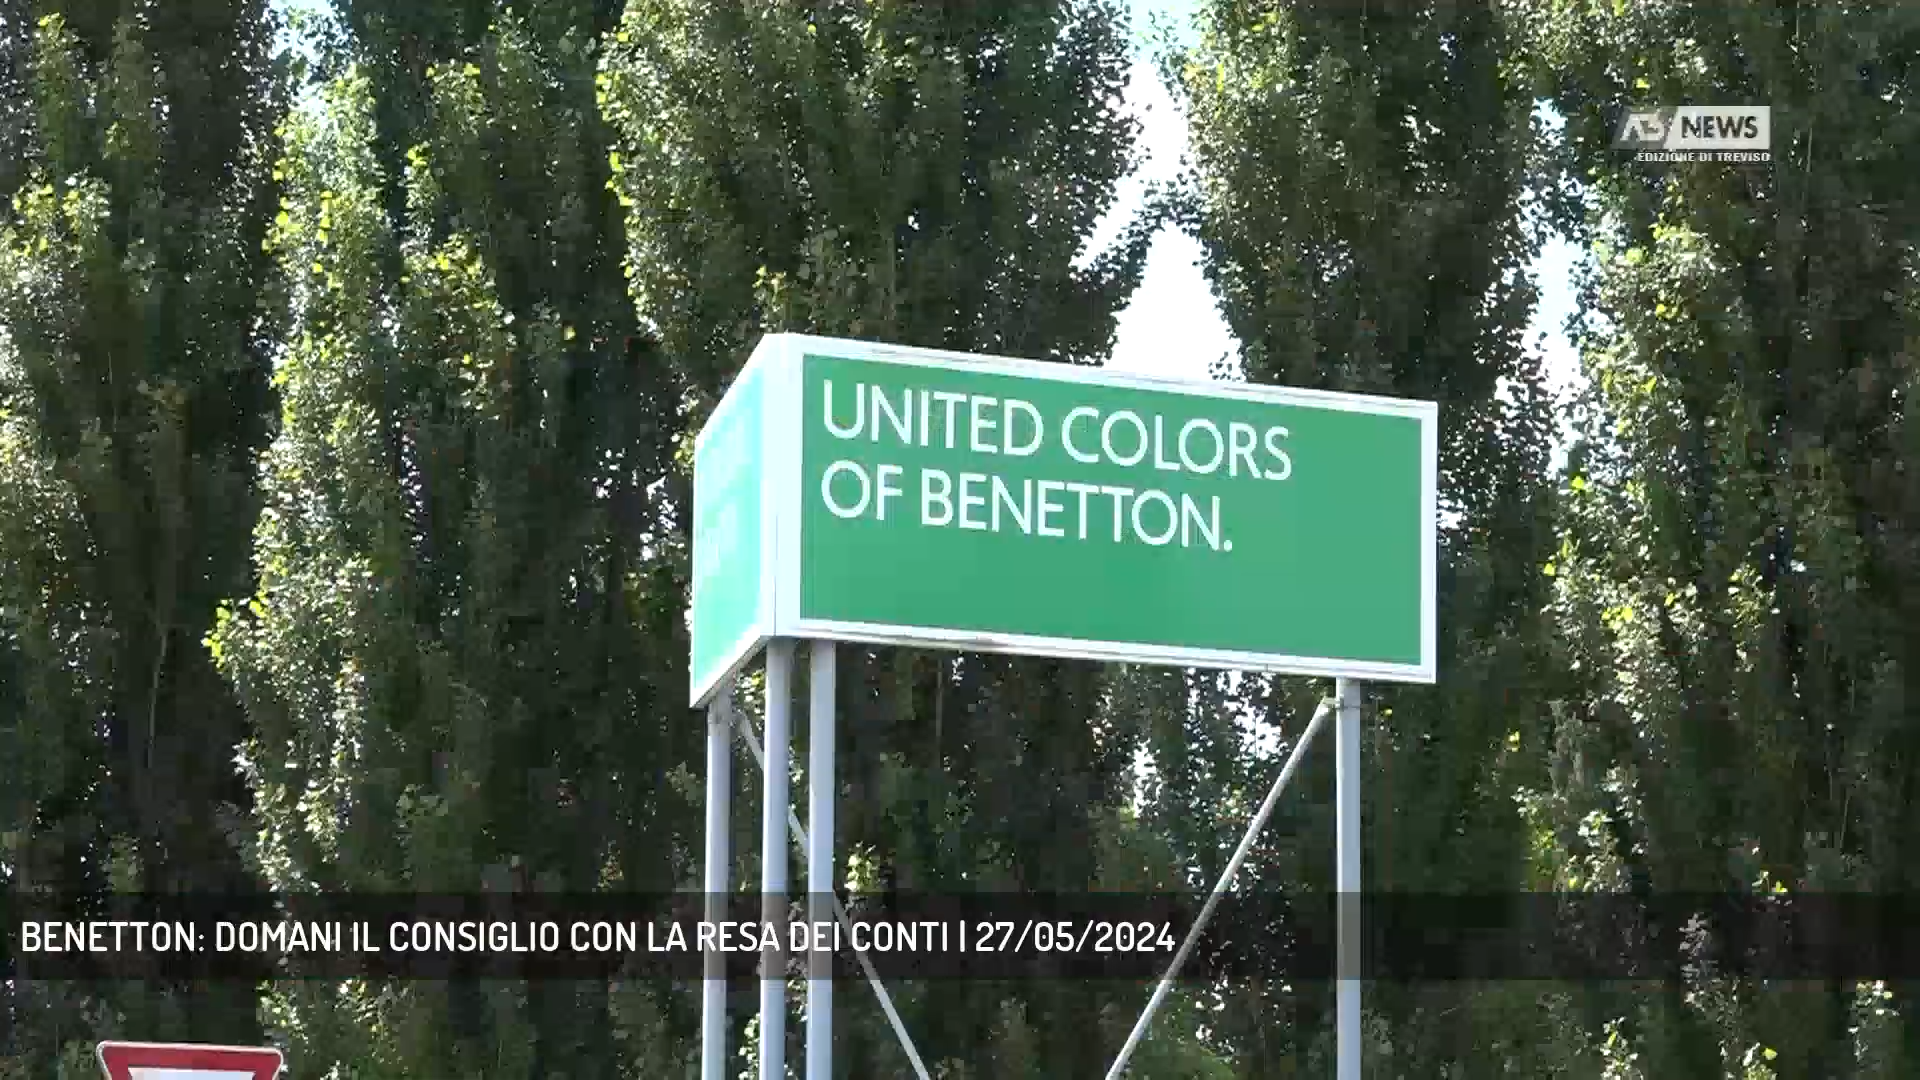 A3 NEWS
EDIZIONE DI TREVISO
UNITED COLORS
OF BENETTON.
BENETTON: DOMANI IL CONSIGLIO CON LA RESA DEI CONTI | 27/05/2024